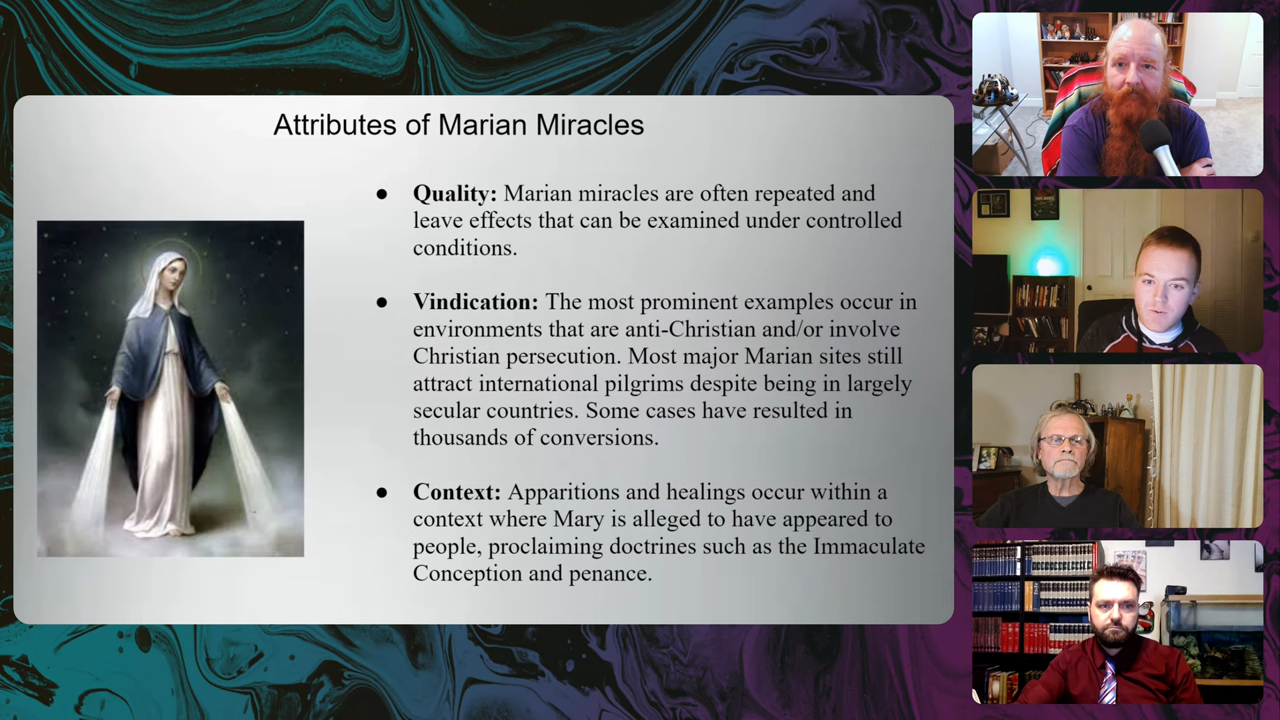 Attributes of Marian Miracles
● Quality: Marian miracles are often repeated and
leave effects that can be examined under controlled
conditions.
● Vindication: The most prominent examples occur in
environments that are anti-Christian and/or involve
Christian persecution. Most major Marian sites still
attract international pilgrims despite being in largely
secular countries. Some cases have resulted in
thousands of conversions.
● Context: Apparitions and healings occur within a
context where Mary is alleged to have appeared to
people, proclaiming doctrines such as the Immaculate
Conception and penance.